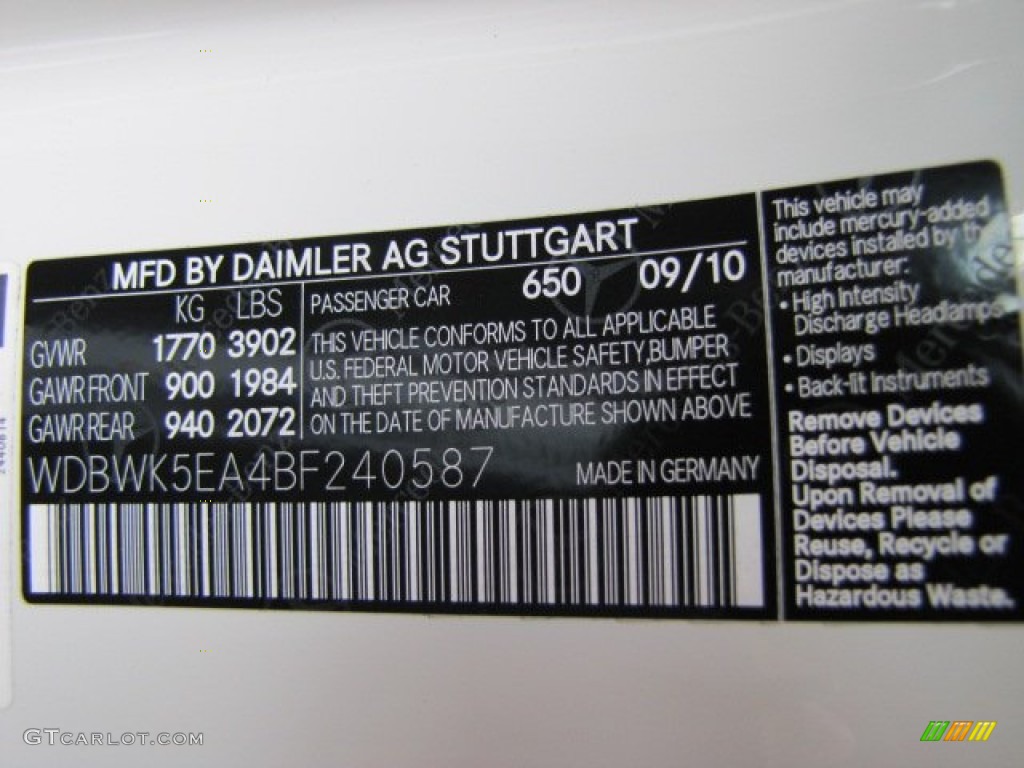 MFD BY DAIMLER AG STUTTGART
KG LBS
GVWR 1770 3902
GAWR FRONT 900 1984
GAWR REAR 940 2072
PASSENGER CAR 650 09/10
THIS VEHICLE CONFORMS TO ALL APPLICABLE
U.S. FEDERAL MOTOR VEHICLE SAFETY,BUMPER
AND THEFT PREVENTION STANDARDS IN EFFECT
ON THE DATE OF MANUFACTURE SHOWN ABOVE
WDBWK5EA4BF240587
MADE IN GERMANY
This vehicle may
include mercury-added
devices installed by the
manufacturer:
• High Intensity
Discharge Headlamps
• Displays
• Back-lit Instruments
Remove Devices
Before Vehicle
Disposal.
Upon Removal of
Devices Please
Reuse, Recycle or
Dispose as
Hazardous Waste.
GTCARLOT.COM